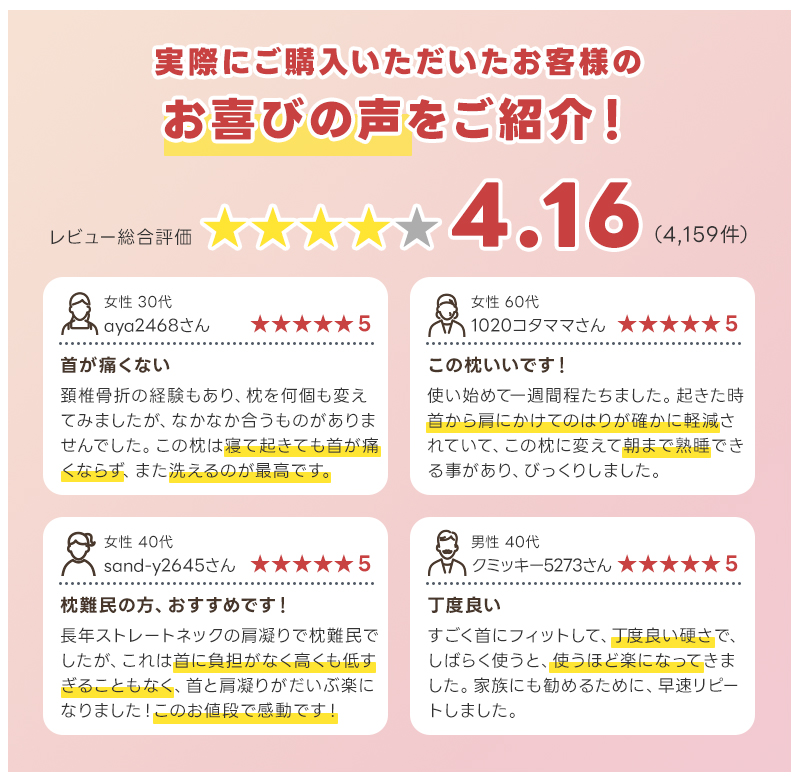 実際にご購入いただいたお客様の
お喜びの声をご紹介！
レビュー総合評価 ★★★★★ 4.16 （4,159件）
女性 30代
aya2468さん ★★★★★ 5
首が痛くない
頚椎骨折の経験もあり、枕を何個も変え
てみましたが、なかなか合うものがありま
せんでした。この枕は寝て起きても首が痛
くならず、また洗えるのが最高です。
女性 60代
1020コタママさん ★★★★★ 5
この枕いいです！
使い始めて一週間程たちました。起きた時
首から肩にかけてのはりが確かに軽減さ
れていて、この枕に変えて朝まで熟睡でき
る事があり、びっくりしました。
女性 40代
sand-y2645さん ★★★★★ 5
枕難民の方、おすすめです！
長年ストレートネックの肩凝りで枕難民で
したが、これは首に負担がなく高くも低す
ぎることもなく、首と肩凝りがだいぶ楽に
なりました！このお値段で感動です！
男性 40代
クミッキー5273さん ★★★★★ 5
丁度良い
すごく首にフィットして、丁度良い硬さで、
しばらく使うと、使うほど楽になってきま
した。家族にも勧めるために、早速リピー
トしました。